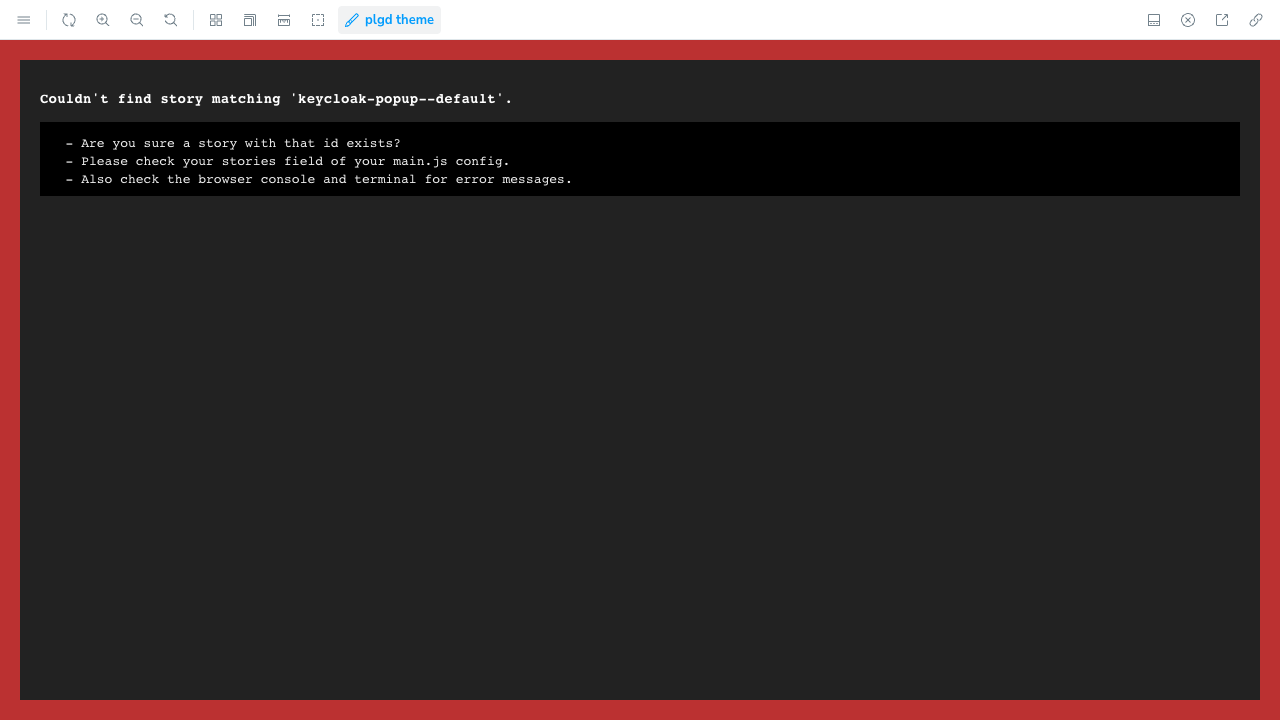 plgd theme
Couldn't find story matching 'keycloak-popup--default'.
- Are you sure a story with that id exists?
- Please check your stories field of your main.js config.
- Also check the browser console and terminal for error messages.